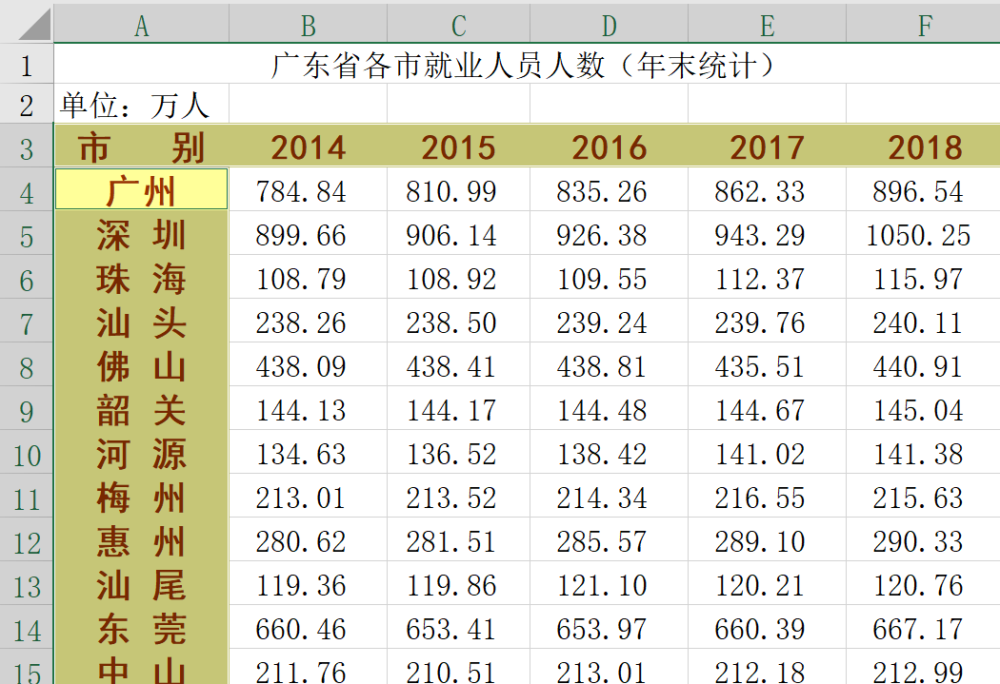 A B C D E F
1 广东省各市就业人员人数（年末统计）
2 单位：万人
3 市 别 2014 2015 2016 2017 2018
4 广州 784.84 810.99 835.26 862.33 896.54
5 深 圳 899.66 906.14 926.38 943.29 1050.25
6 珠 海 108.79 108.92 109.55 112.37 115.97
7 汕 头 238.26 238.50 239.24 239.76 240.11
8 佛 山 438.09 438.41 438.81 435.51 440.91
9 韶 关 144.13 144.17 144.48 144.67 145.04
10 河 源 134.63 136.52 138.42 141.02 141.38
11 梅 州 213.01 213.52 214.34 216.55 215.63
12 惠 州 280.62 281.51 285.57 289.10 290.33
13 汕 尾 119.36 119.86 121.10 120.21 120.76
14 东 莞 660.46 653.41 653.97 660.39 667.17
15 中 山 211.76 210.51 213.01 212.18 212.99